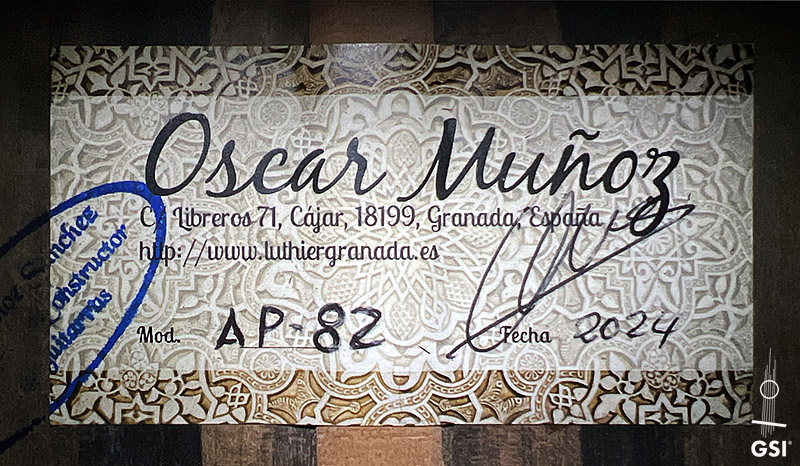 Oscar Muñoz
C/ Libreros 71, Cájar, 18199, Granada, España
http://www.luthiergranada.es
Mod. AP-82 Fecha 2024
Constructor
Guitarras
GSI